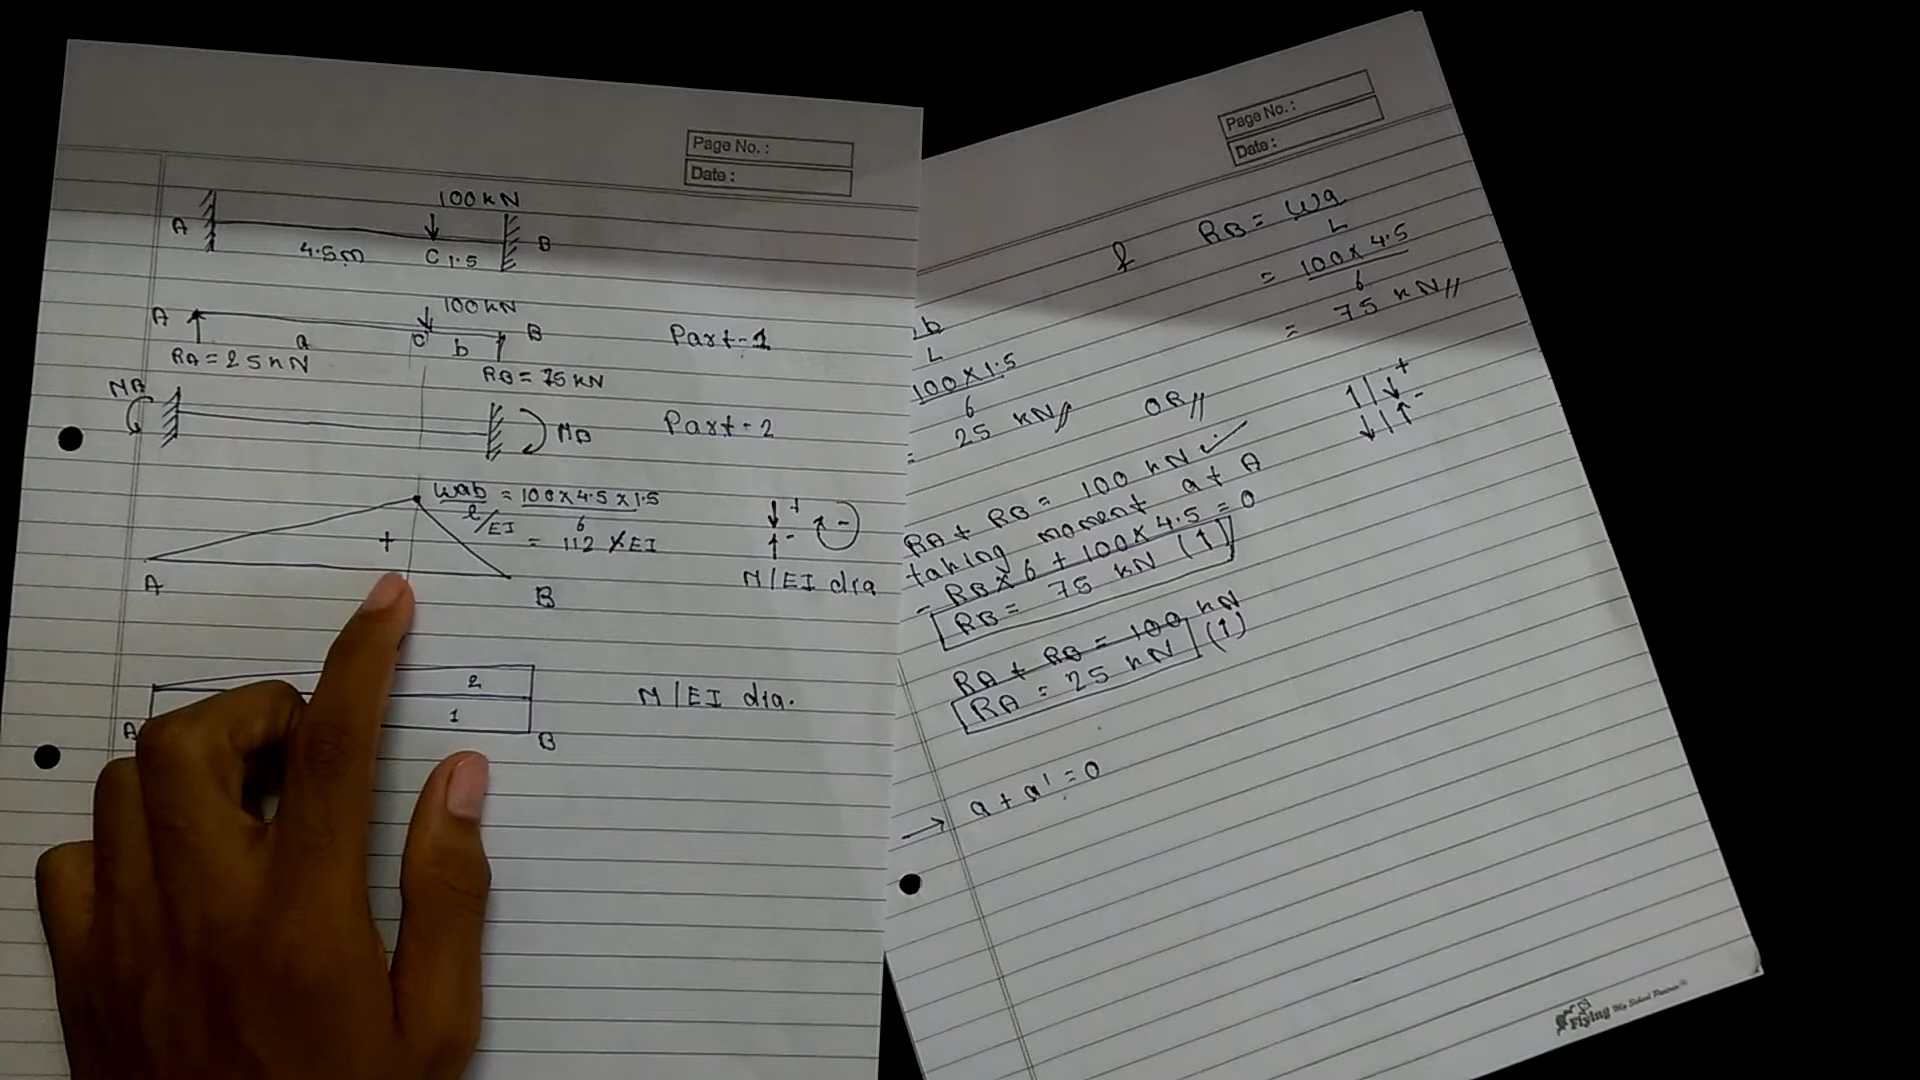 Page No. :
Date :
100 kN
A
B
4.5m
C 1.5
100 kN
A
C
B
a
b
Part-1
RA = 25 kN
RB = 75 kN
MA
MB
Part-2
wab = 100 x 4.5 x 1.5
l/EI
6
= 112 x EI
+
+
-
-
M/EI dia
A
B
2
1
M/EI dia.
A
B
Page No. :
Date :
& RB = Wa
L
= 100 x 4.5
6
= 75 kN//
b
L
100 x 1.5
6
= 25 kN// OR//
1 | ↓ +
↓ | ↑ -
RA + RB = 100 kN ✓
taking moment at A
- RB x 6 + 100 x 4.5 = 0
RB = 75 kN (↑)
RA + RB = 100 kN
RA = 25 kN (↑)
→ a + a' = 0
Flying